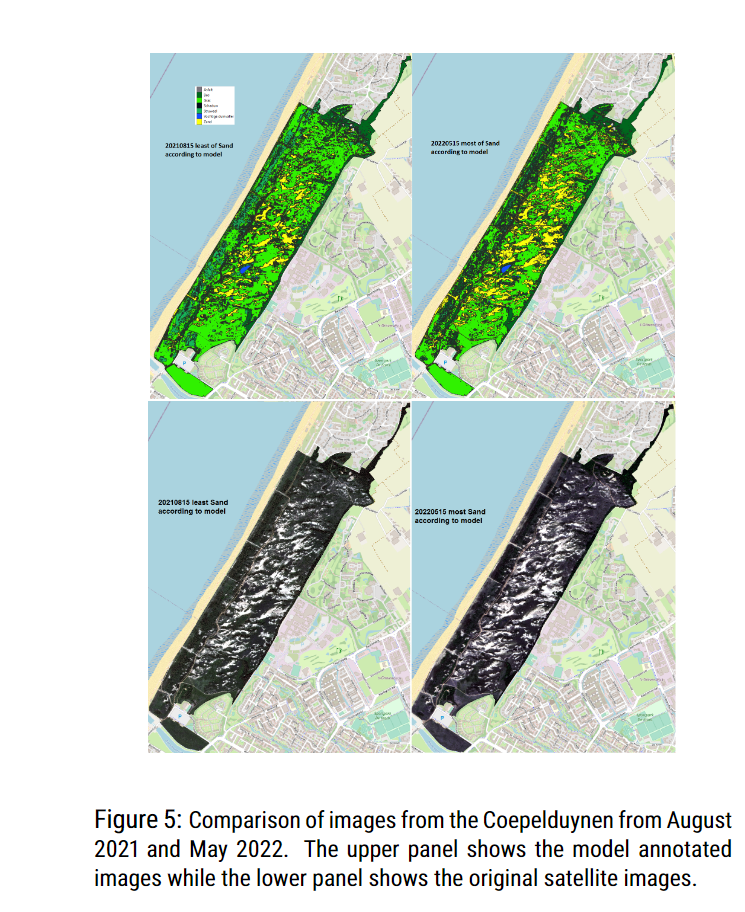 20210815 least of Sand
according to model
20220515 most of Sand
according to model
P
P
20210815 least Sand
according to model
20220515 most Sand
according to model
P
P
Figure 5: Comparison of images from the Coepelduynen from August
2021 and May 2022. The upper panel shows the model annotated
images while the lower panel shows the original satellite images.